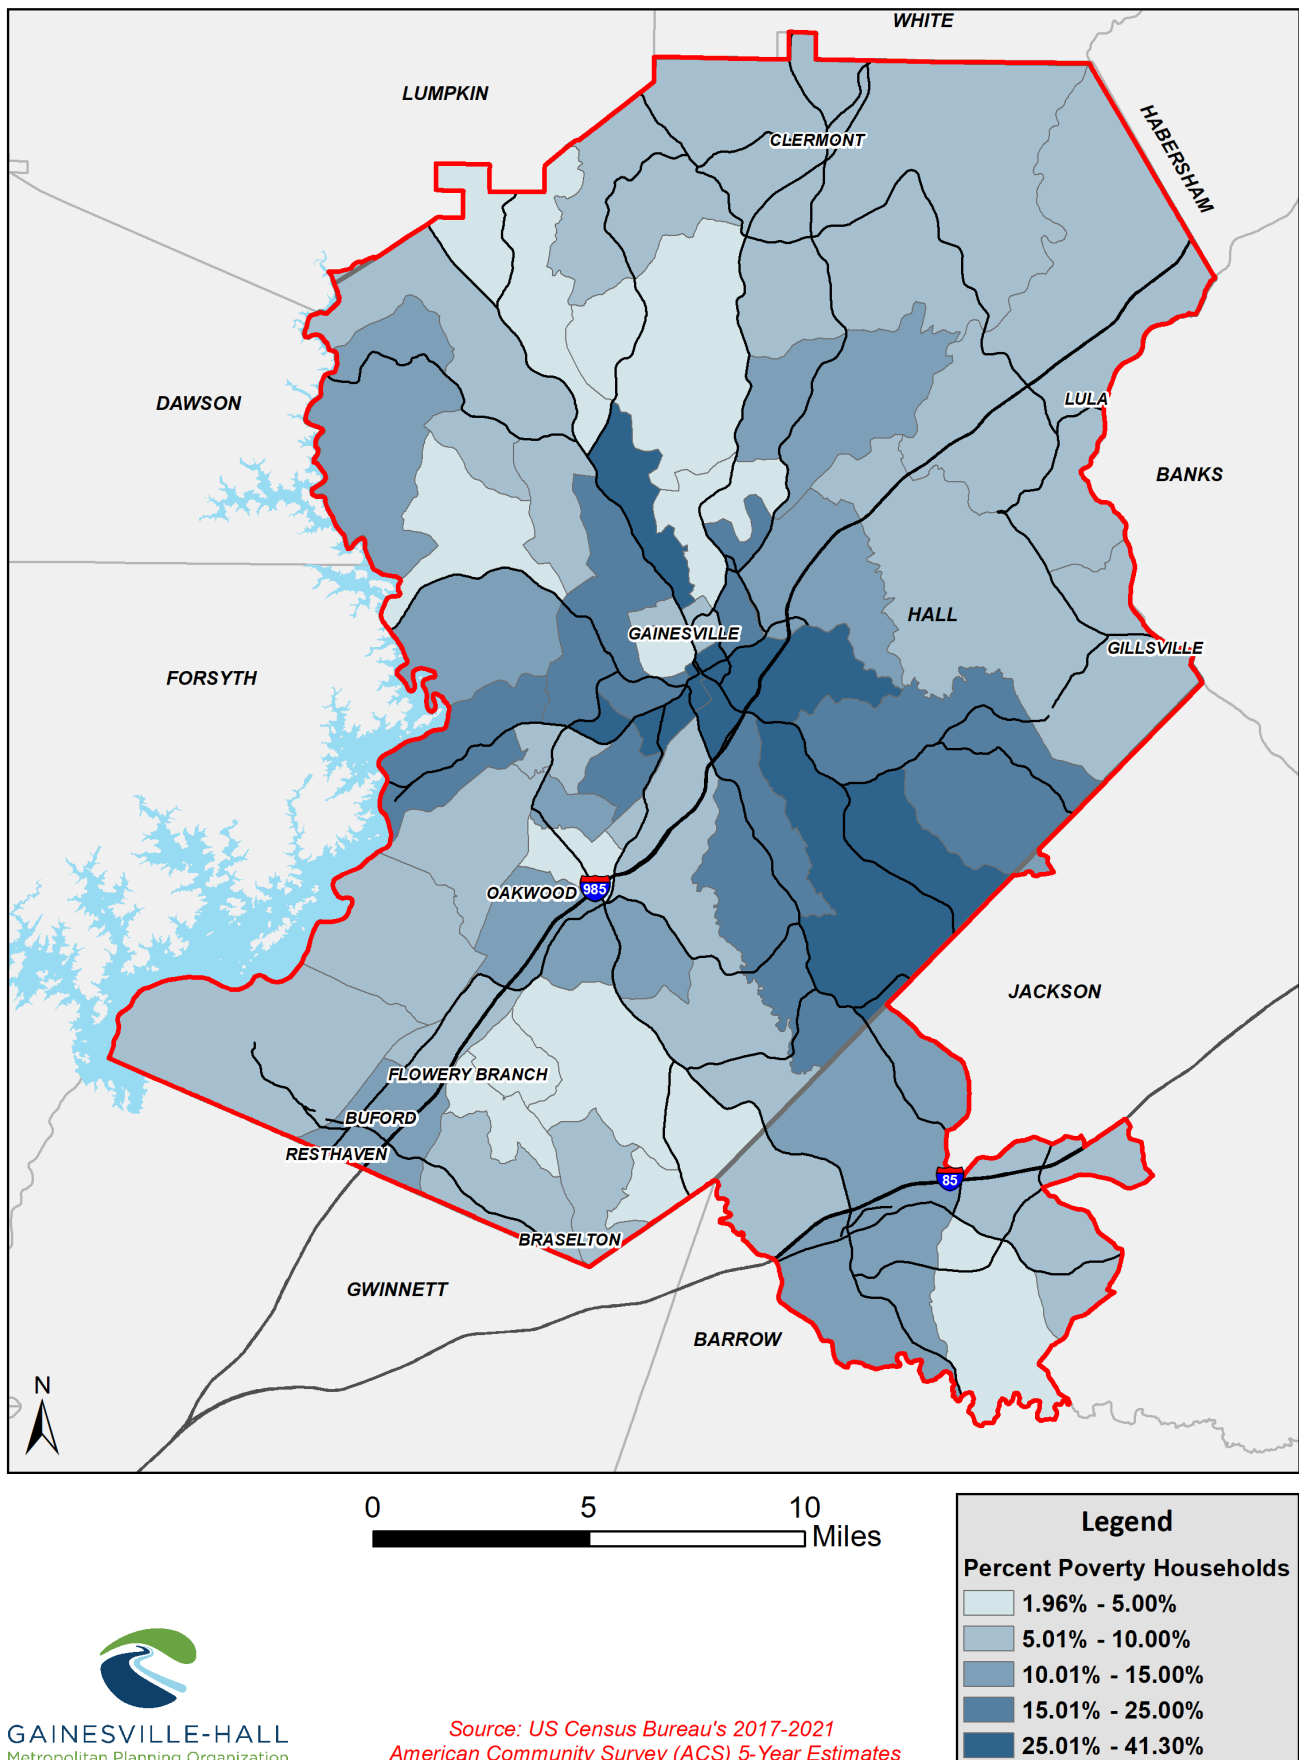 WHITE
LUMPKIN
HABERSHAM
CLERMONT
DAWSON
LULA
BANKS
HALL
GAINESVILLE
GILLSVILLE
FORSYTH
OAKWOOD
985
JACKSON
FLOWERY BRANCH
BUFORD
RESTHAVEN
85
BRASELTON
GWINNETT
BARROW
N
0 5 10
Miles
Legend
Percent Poverty Households
1.96% - 5.00%
5.01% - 10.00%
10.01% - 15.00%
15.01% - 25.00%
25.01% - 41.30%
GAINESVILLE-HALL
Metropolitan Planning Organization
Source: US Census Bureau's 2017-2021
American Community Survey (ACS) 5-Year Estimates